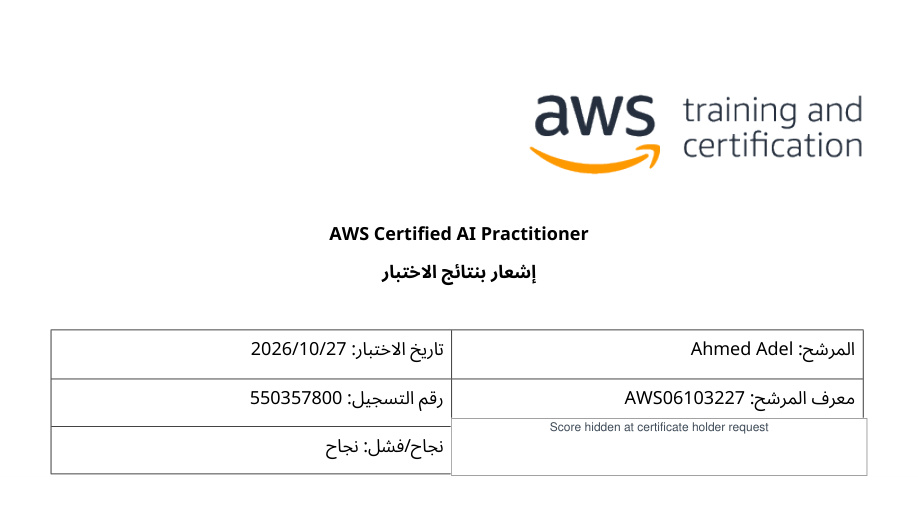 aws training and
certification
AWS Certified AI Practitioner
إشعار بنتائج الاختبار
المرشح: Ahmed Adel
تاريخ الاختبار: 2026/10/27
معرف المرشح: AWS06103227
رقم التسجيل: 550357800
Score hidden at certificate holder request
نجاح/فشل: نجاح